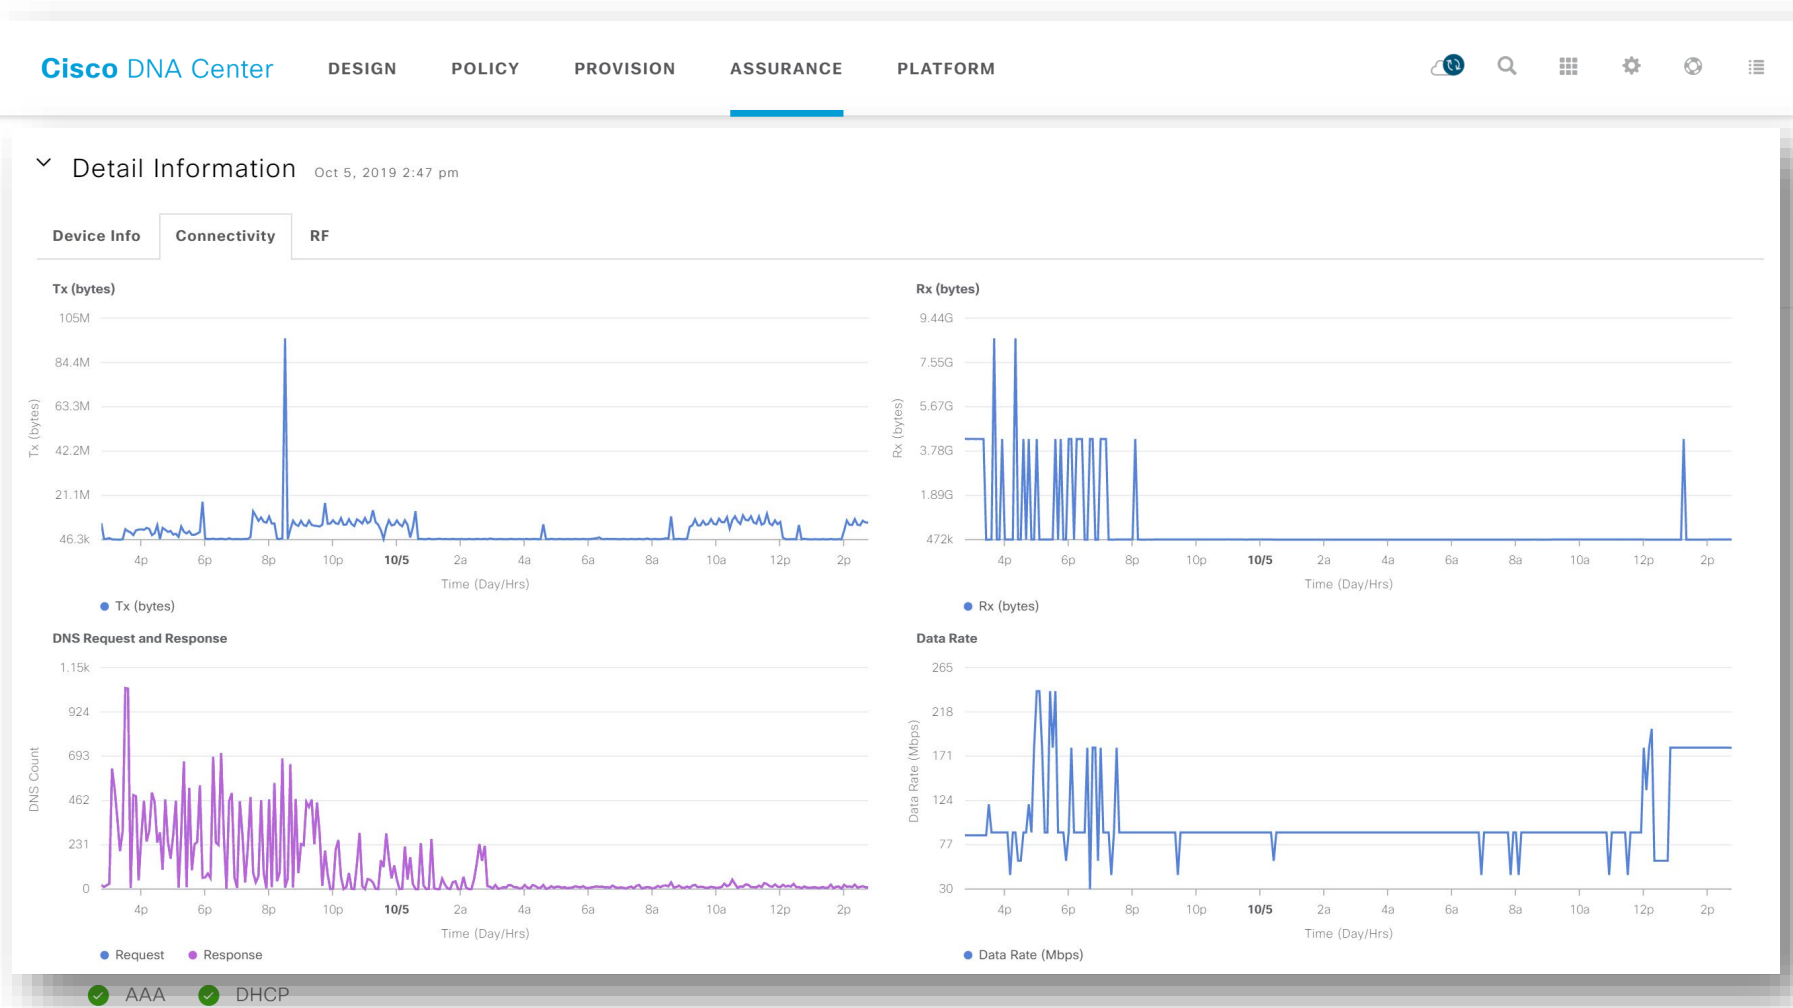 Cisco DNA Center DESIGN POLICY PROVISION ASSURANCE PLATFORM
Detail Information Oct 5, 2019 2:47 pm
Device Info Connectivity RF
Tx (bytes)
105M
84.4M
63.3M
42.2M
21.1M
46.3k
Tx (bytes)
4p 6p 8p 10p 10/5 2a 4a 6a 8a 10a 12p 2p
Time (Day/Hrs)
Tx (bytes)
Rx (bytes)
9.44G
7.55G
5.67G
3.78G
1.89G
472k
Rx (bytes)
4p 6p 8p 10p 10/5 2a 4a 6a 8a 10a 12p 2p
Time (Day/Hrs)
Rx (bytes)
DNS Request and Response
1.15k
924
693
462
231
0
DNS Count
4p 6p 8p 10p 10/5 2a 4a 6a 8a 10a 12p 2p
Time (Day/Hrs)
Request Response
Data Rate
265
218
171
124
77
30
Data Rate (Mbps)
4p 6p 8p 10p 10/5 2a 4a 6a 8a 10a 12p 2p
Time (Day/Hrs)
Data Rate (Mbps)
AAA DHCP